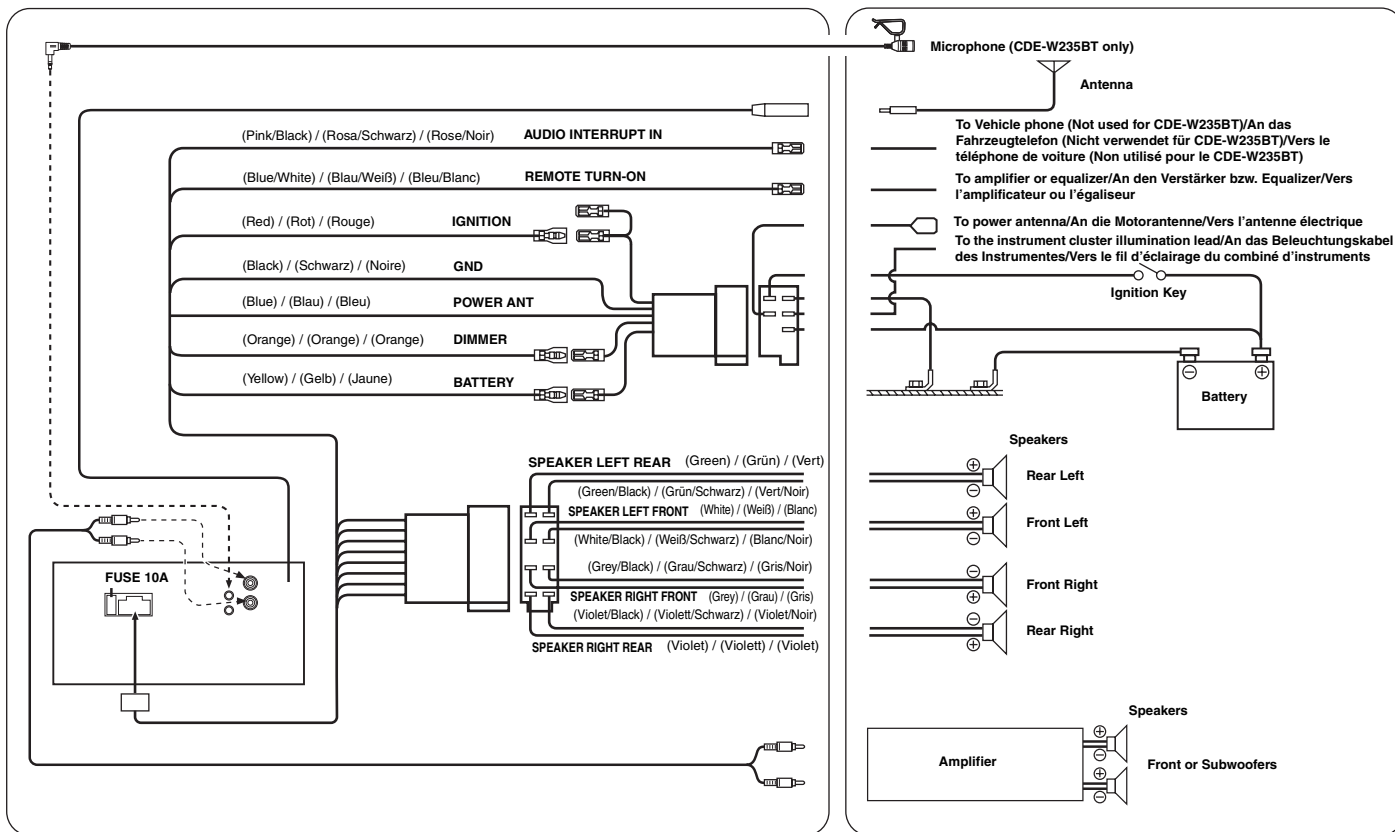 Microphone (CDE-W235BT only)
Antenna
(Pink/Black) / (Rosa/Schwarz) / (Rose/Noir) AUDIO INTERRUPT IN
To Vehicle phone (Not used for CDE-W235BT)/An das
Fahrzeugtelefon (Nicht verwendet für CDE-W235BT)/Vers le
téléphone de voiture (Non utilisé pour le CDE-W235BT)
(Blue/White) / (Blau/Weiß) / (Bleu/Blanc) REMOTE TURN-ON
To amplifier or equalizer/An den Verstärker bzw. Equalizer/Vers
l'amplificateur ou l'égaliseur
(Red) / (Rot) / (Rouge) IGNITION
To power antenna/An die Motorantenne/Vers l'antenne électrique
To the instrument cluster illumination lead/An das Beleuchtungskabel
des Instrumentes/Vers le fil d'éclairage du combiné d'instruments
(Black) / (Schwarz) / (Noire) GND
Ignition Key
(Blue) / (Blau) / (Bleu) POWER ANT
(Orange) / (Orange) / (Orange) DIMMER
(Yellow) / (Gelb) / (Jaune) BATTERY
Battery
Speakers
SPEAKER LEFT REAR (Green) / (Grün) / (Vert)
Rear Left
(Green/Black) / (Grün/Schwarz) / (Vert/Noir)
SPEAKER LEFT FRONT (White) / (Weiß) / (Blanc)
Front Left
(White/Black) / (Weiß/Schwarz) / (Blanc/Noir)
(Grey/Black) / (Grau/Schwarz) / (Gris/Noir)
FUSE 10A
Front Right
SPEAKER RIGHT FRONT (Grey) / (Grau) / (Gris)
(Violet/Black) / (Violett/Schwarz) / (Violet/Noir)
Rear Right
SPEAKER RIGHT REAR (Violet) / (Violett) / (Violet)
Speakers
Amplifier
Front or Subwoofers